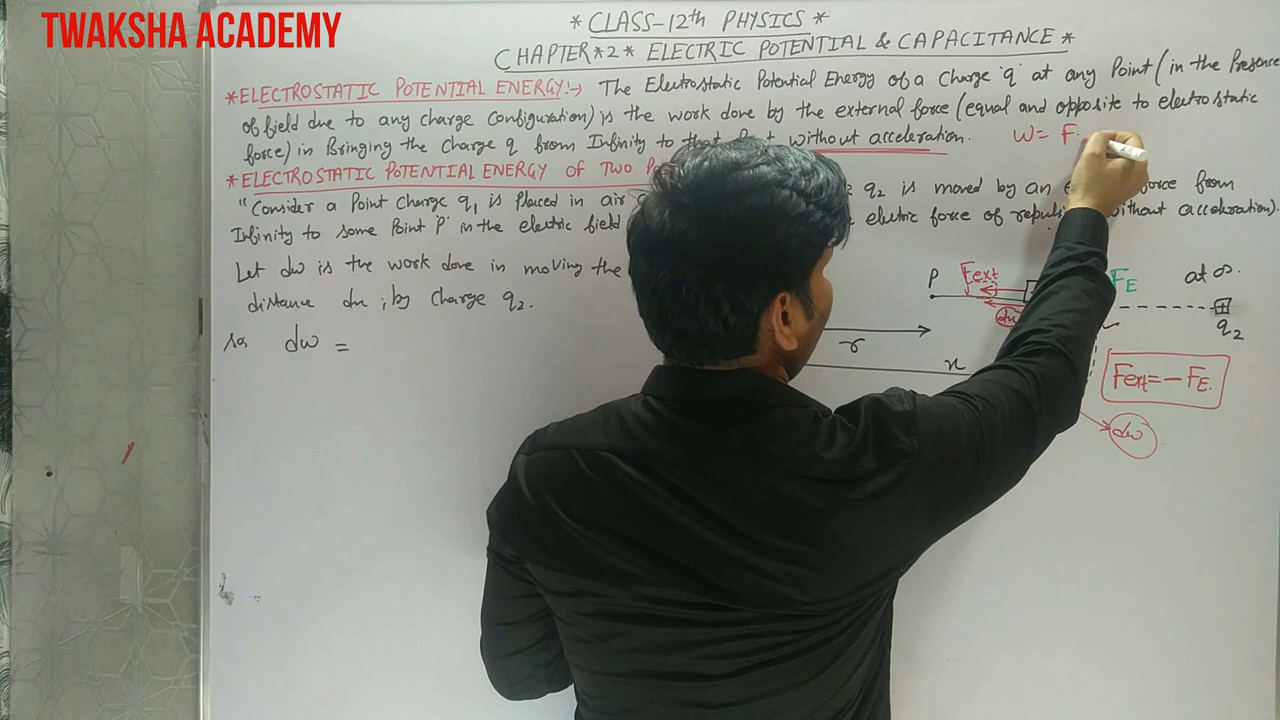 TWAKSHA ACADEMY
* CLASS-12th PHYSICS *
CHAPTER*2* ELECTRIC POTENTIAL & CAPACITANCE *
*ELECTROSTATIC POTENTIAL ENERGY:→ The Electrostatic Potential Energy of a Charge 'q' at any Point (in the Presence
of field due to any charge Configuration) is the work done by the external force (equal and opposite to electrostatic
force) in Bringing the Charge q from Infinity to that without acceleration. W = F.
*ELECTROSTATIC POTENTIAL ENERGY OF TWO
"Consider a Point Charge q1 is Placed in air q2 is moved by an force from
Infinity to some Point 'P' in the electric field electric force of without acceleration).
Let dw is the work done in moving the
distance dx, by Charge q2.
so, dw =
P Fext FE at ∞.
dx
q2
r
x
Fext = - FE.
dw